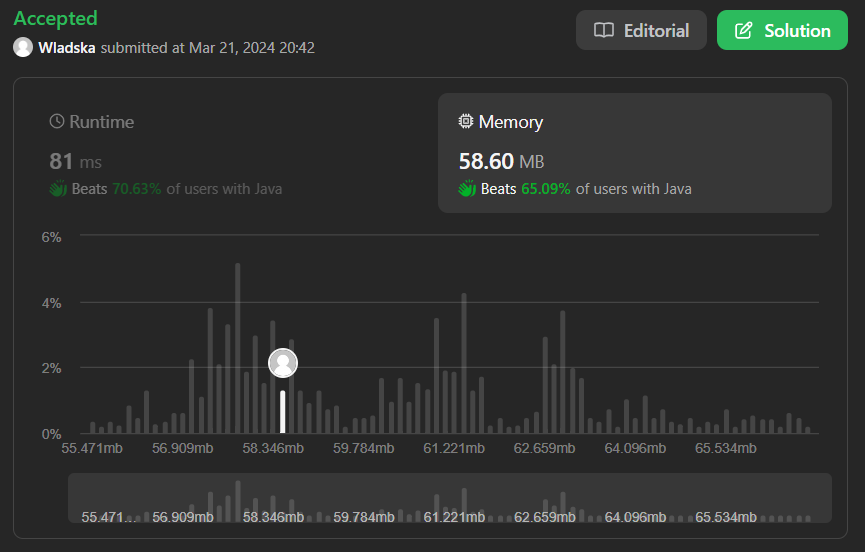 Accepted
Wladska submitted at Mar 21, 2024 20:42
Editorial
Solution
Runtime
81 ms
Beats 70.63% of users with Java
Memory
58.60 MB
Beats 65.09% of users with Java
6%
4%
2%
0%
55.471mb 56.909mb 58.346mb 59.784mb 61.221mb 62.659mb 64.096mb 65.534mb
55.471... 56.909mb 58.346mb 59.784mb 61.221mb 62.659mb 64.096mb 65.534mb